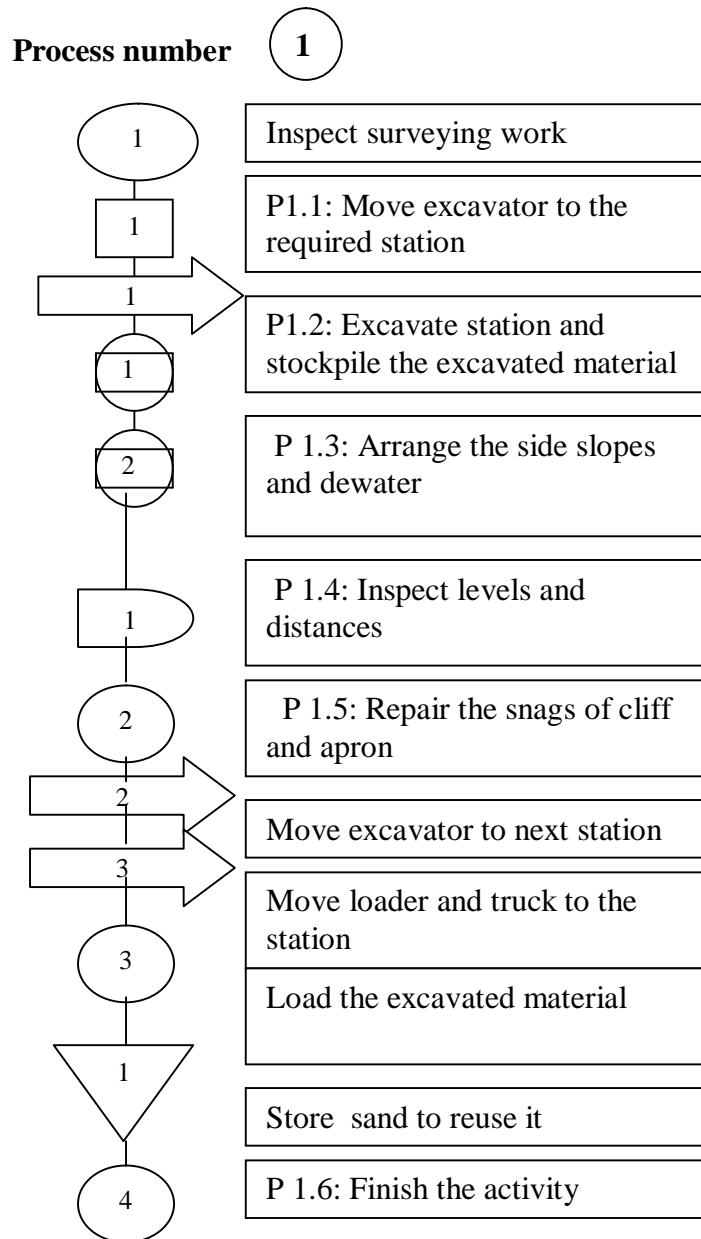 Process number 1
1
Inspect surveying work
1
P1.1: Move excavator to the
required station
1
P1.2: Excavate station and
stockpile the excavated material
1
2
P 1.3: Arrange the side slopes
and dewater
1
P 1.4: Inspect levels and
distances
2
P 1.5: Repair the snags of cliff
and apron
2
Move excavator to next station
3
Move loader and truck to the
station
3
Load the excavated material
1
Store sand to reuse it
4
P 1.6: Finish the activity